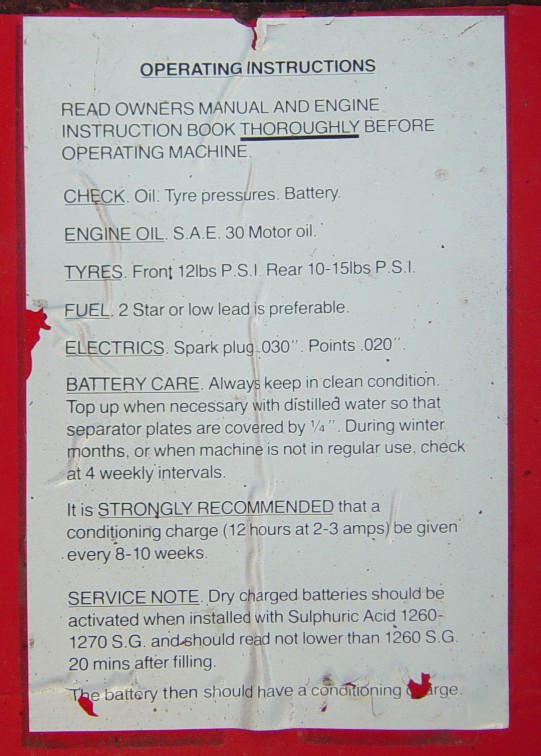 OPERATING INSTRUCTIONS
READ OWNERS MANUAL AND ENGINE
INSTRUCTION BOOK THOROUGHLY BEFORE
OPERATING MACHINE.
CHECK. Oil. Tyre pressures. Battery.
ENGINE OIL. S.A.E. 30 Motor oil.
TYRES. Front 12lbs P.S.I. Rear 10-15lbs P.S.I.
FUEL. 2 Star or low lead is preferable.
ELECTRICS. Spark plug .030". Points .020".
BATTERY CARE. Always keep in clean condition.
Top up when necessary with distilled water so that
separator plates are covered by ¼". During winter
months, or when machine is not in regular use, check
at 4 weekly intervals.
It is STRONGLY RECOMMENDED that a
conditioning charge (12 hours at 2-3 amps) be given
every 8-10 weeks.
SERVICE NOTE. Dry charged batteries should be
activated when installed with Sulphuric Acid 1260-
1270 S.G. and should read not lower than 1260 S.G.
20 mins after filling.
The battery then should have a conditioning charge.